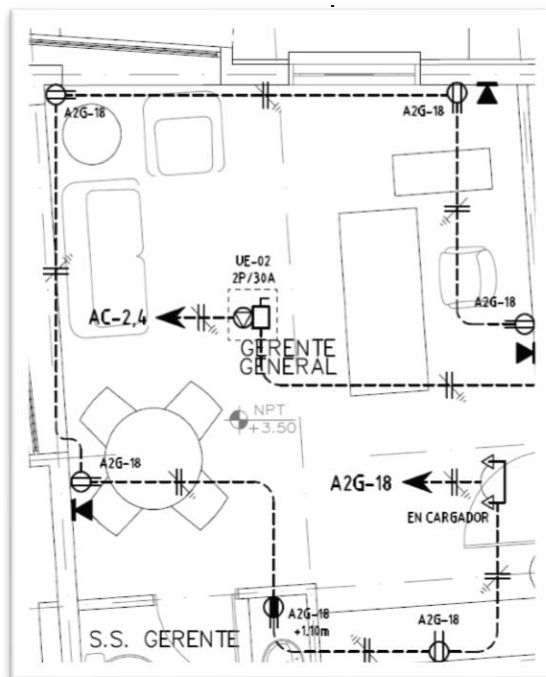 A2G-18
A2G-18
UE-02
2P/30A
A2G-18
AC-2,4
GERENTE
GENERAL
NPT
+3.50
A2G-18
A2G-18
EN CARGADOR
A2G-18
+1.10m
A2G-18
S.S. GERENTE